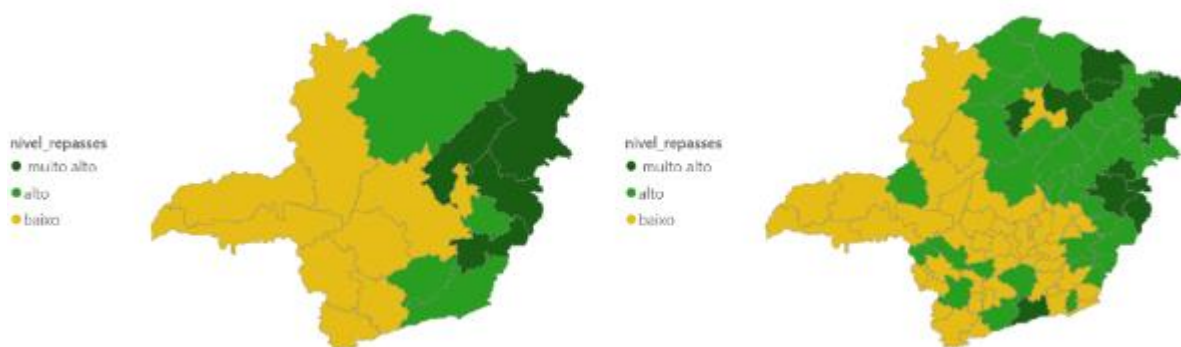 nivel_repasses
muito alto
alto
baixo
nivel_repasses
muito alto
alto
baixo